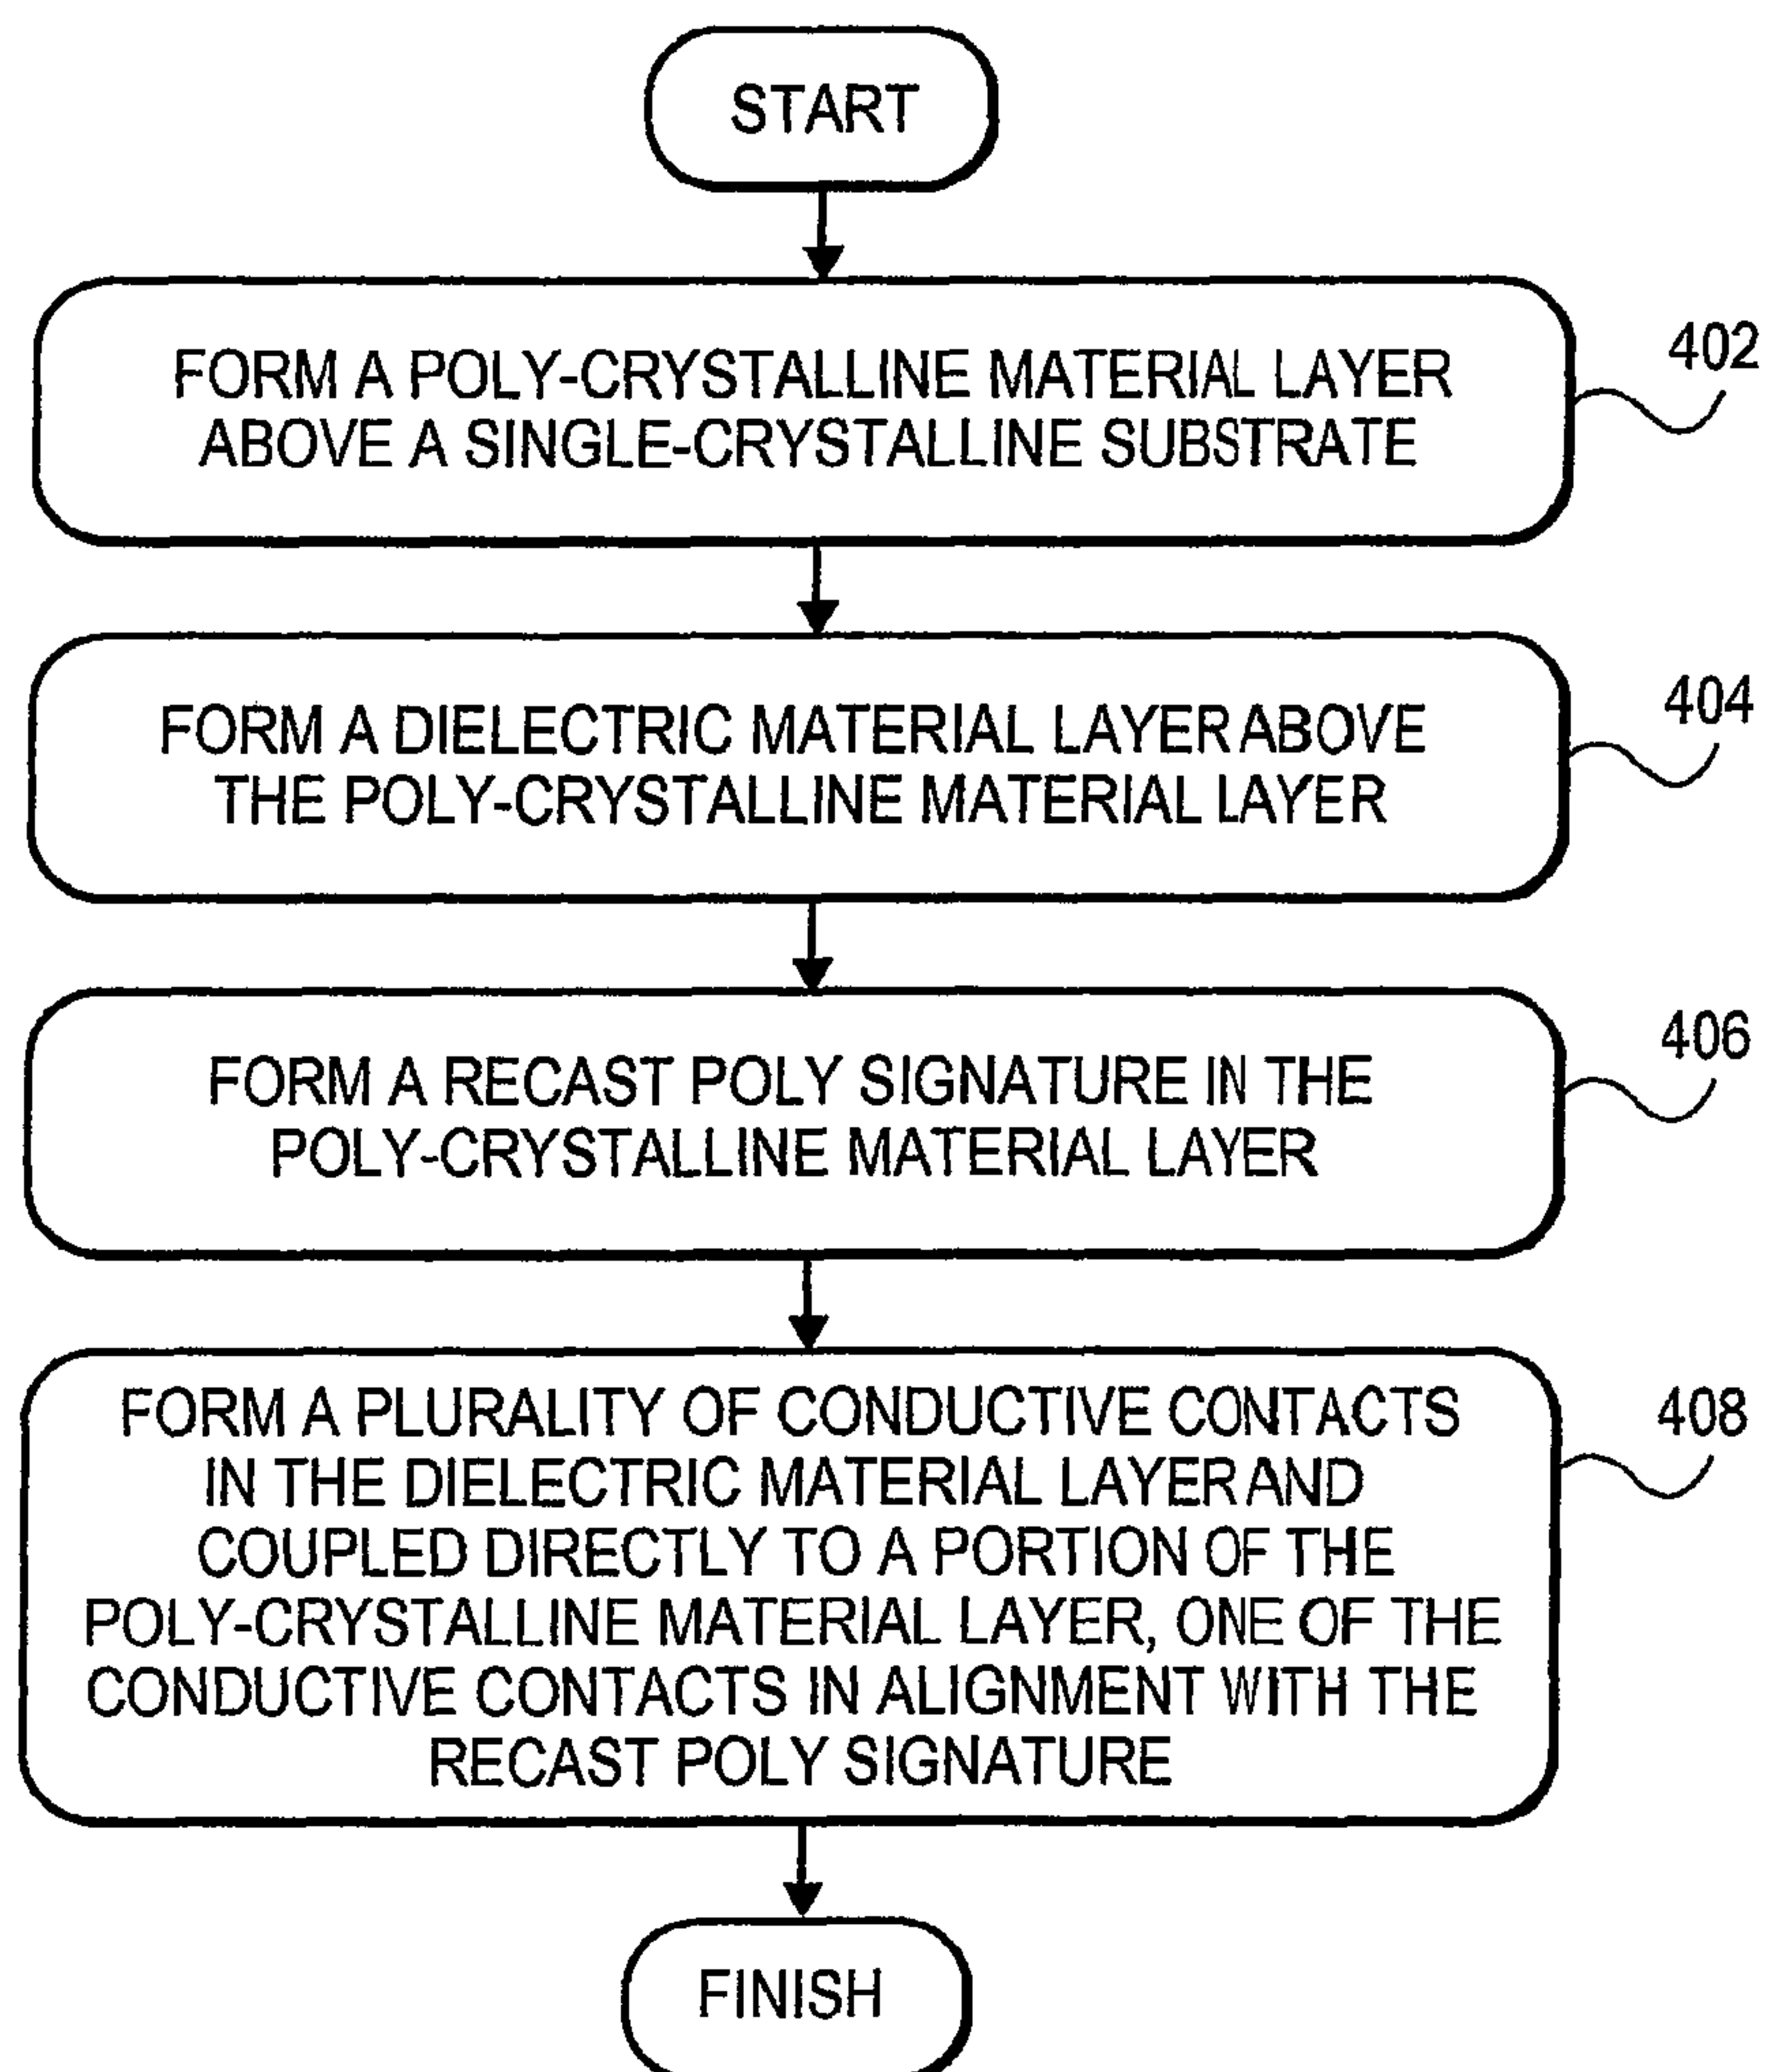 START
FORM A POLY-CRYSTALLINE MATERIAL LAYER
ABOVE A SINGLE-CRYSTALLINE SUBSTRATE
402
FORM A DIELECTRIC MATERIAL LAYER ABOVE
THE POLY-CRYSTALLINE MATERIAL LAYER
404
FORM A RECAST POLY SIGNATURE IN THE
POLY-CRYSTALLINE MATERIAL LAYER
406
FORM A PLURALITY OF CONDUCTIVE CONTACTS
IN THE DIELECTRIC MATERIAL LAYER AND
COUPLED DIRECTLY TO A PORTION OF THE
POLY-CRYSTALLINE MATERIAL LAYER, ONE OF THE
CONDUCTIVE CONTACTS IN ALIGNMENT WITH THE
RECAST POLY SIGNATURE
408
FINISH